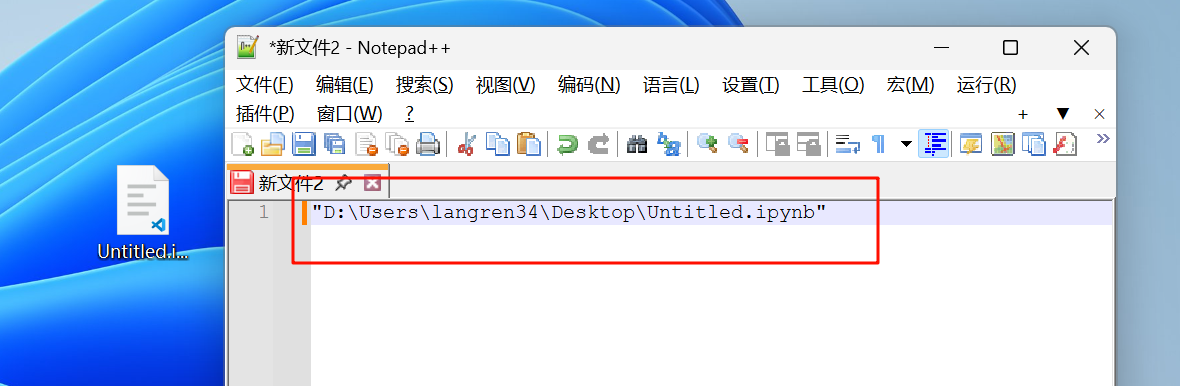 *新文件2 - Notepad++
文件(F) 编辑(E) 搜索(S) 视图(V) 编码(N) 语言(L) 设置(T) 工具(O) 宏(M) 运行(R)
插件(P) 窗口(W) ?
新文件2
1 "D:\Users\langren34\Desktop\Untitled.ipynb"
Untitled.i...